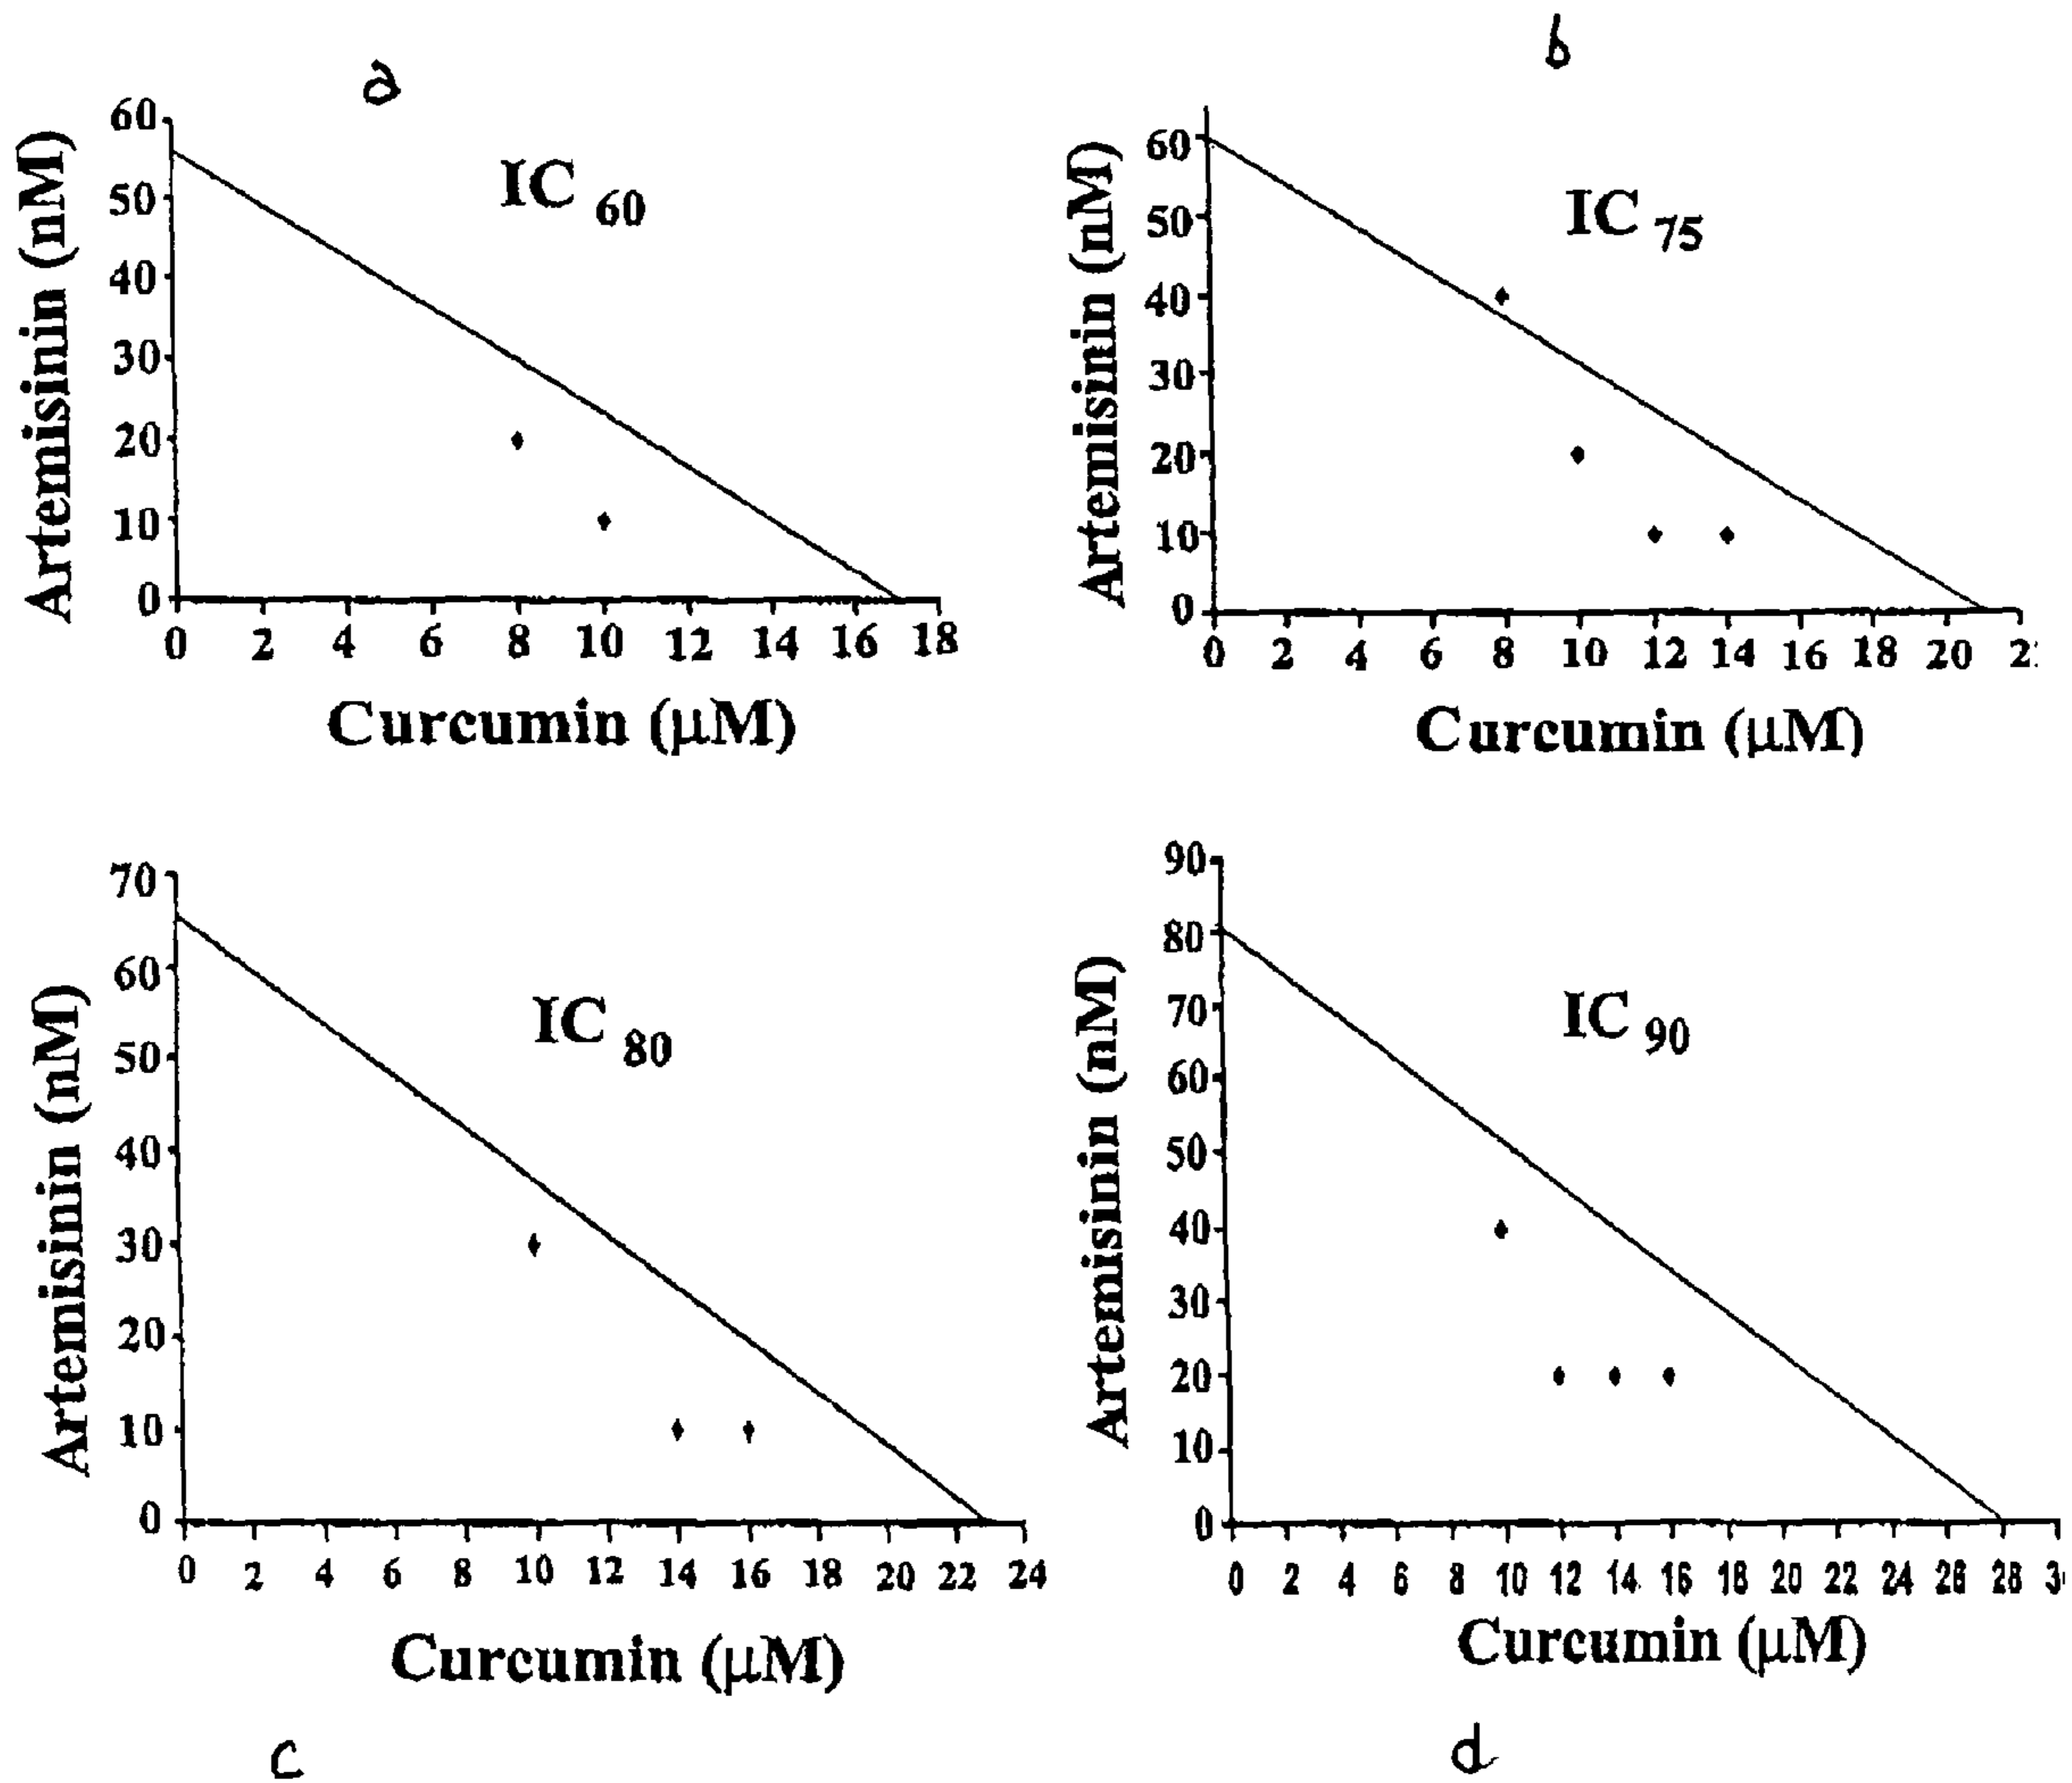 a
60
50
40
30
20
10
0
Artemisinin (nM)
IC 60
0 2 4 6 8 10 12 14 16 18
Curcumin (µM)
b
60
50
40
30
20
10
0
Artemisinin (nM)
IC 75
0 2 4 6 8 10 12 14 16 18 20
Curcumin (µM)
70
60
50
40
30
20
10
0
Artemisinin (nM)
IC 80
0 2 4 6 8 10 12 14 16 18 20 22 24
Curcumin (µM)
c
90
80
70
60
50
40
30
20
10
0
Artemisinin (nM)
IC 90
0 2 4 6 8 10 12 14 16 18 20 22 24 26 28
Curcumin (µM)
d